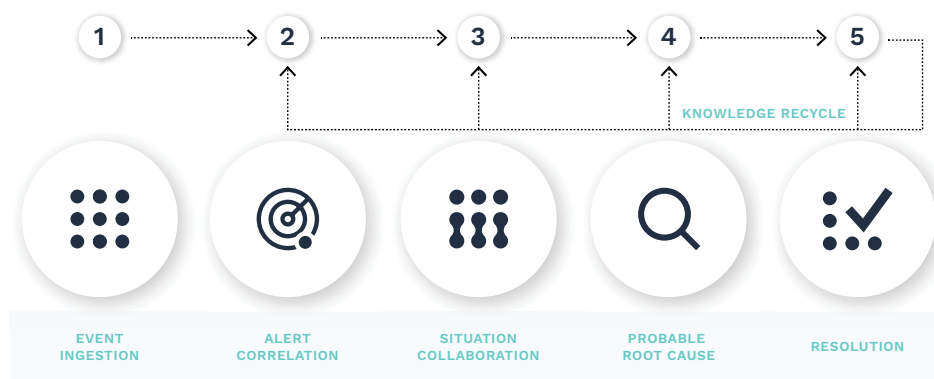 1
2
3
4
5
KNOWLEDGE RECYCLE
EVENT
INGESTION
ALERT
CORRELATION
SITUATION
COLLABORATION
PROBABLE
ROOT CAUSE
RESOLUTION